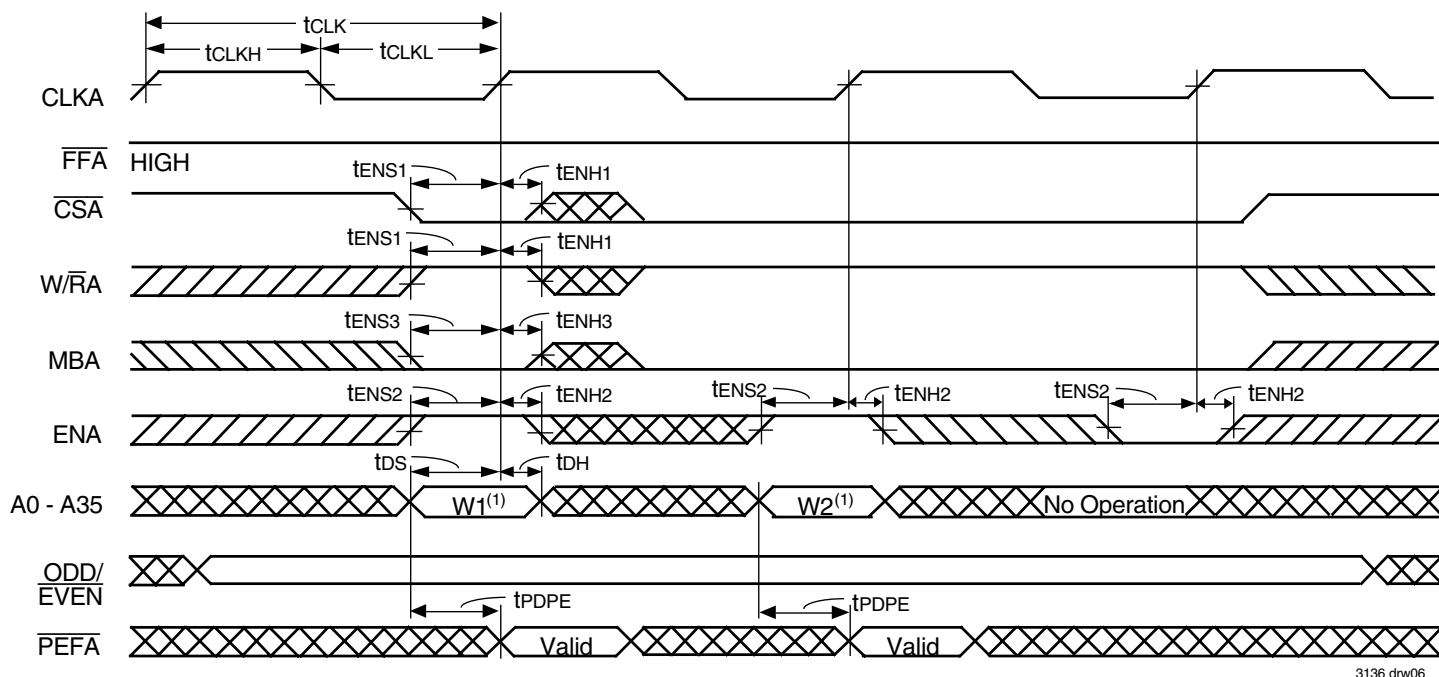 tCLK
tCLKH tCLKL
CLKA
FFA HIGH
tENS1 tENH1
CSA
tENS1 tENH1
W/RA
tENS3 tENH3
MBA
tENS2 tENH2 tENS2 tENH2 tENS2 tENH2
ENA
tDS tDH
A0 - A35 W1(1) W2(1) No Operation
ODD/
EVEN
tPDPE tPDPE
PEFA Valid Valid
3136 drw06